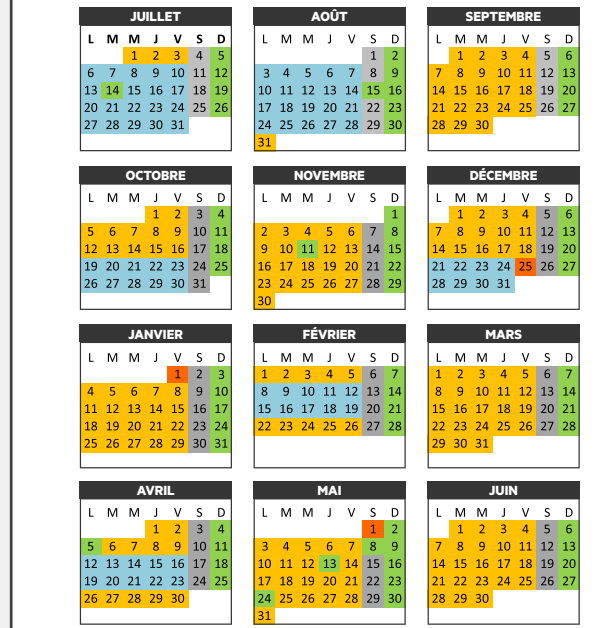 JUILLET AOÛT SEPTEMBRE
L M M J V S D L M M J V S D L M M J V S D
1 2 3 4 5 1 2 1 2 3 4 5 6
6 7 8 9 10 11 12 3 4 5 6 7 8 9 7 8 9 10 11 12 13
13 14 15 16 17 18 19 10 11 12 13 14 15 16 14 15 16 17 18 19 20
20 21 22 23 24 25 26 17 18 19 20 21 22 23 21 22 23 24 25 26 27
27 28 29 30 31 24 25 26 27 28 29 30 28 29 30
31
OCTOBRE NOVEMBRE DÉCEMBRE
L M M J V S D L M M J V S D L M M J V S D
1 2 3 4 1 1 2 3 4 5 6
5 6 7 8 9 10 11 2 3 4 5 6 7 8 7 8 9 10 11 12 13
12 13 14 15 16 17 18 9 10 11 12 13 14 15 14 15 16 17 18 19 20
19 20 21 22 23 24 25 16 17 18 19 20 21 22 21 22 23 24 25 26 27
26 27 28 29 30 31 23 24 25 26 27 28 29 28 29 30 31
30
JANVIER FÉVRIER MARS
L M M J V S D L M M J V S D L M M J V S D
1 2 3 1 2 3 4 5 6 7 1 2 3 4 5 6 7
4 5 6 7 8 9 10 8 9 10 11 12 13 14 8 9 10 11 12 13 14
11 12 13 14 15 16 17 15 16 17 18 19 20 21 15 16 17 18 19 20 21
18 19 20 21 22 23 24 22 23 24 25 26 27 28 22 23 24 25 26 27 28
25 26 27 28 29 30 31 29 30 31
AVRIL MAI JUIN
L M M J V S D L M M J V S D L M M J V S D
1 2 3 4 1 2 1 2 3 4 5 6
5 6 7 8 9 10 11 3 4 5 6 7 8 9 7 8 9 10 11 12 13
12 13 14 15 16 17 18 10 11 12 13 14 15 16 14 15 16 17 18 19 20
19 20 21 22 23 24 25 17 18 19 20 21 22 23 21 22 23 24 25 26 27
26 27 28 29 30 24 25 26 27 28 29 30 28 29 30
31